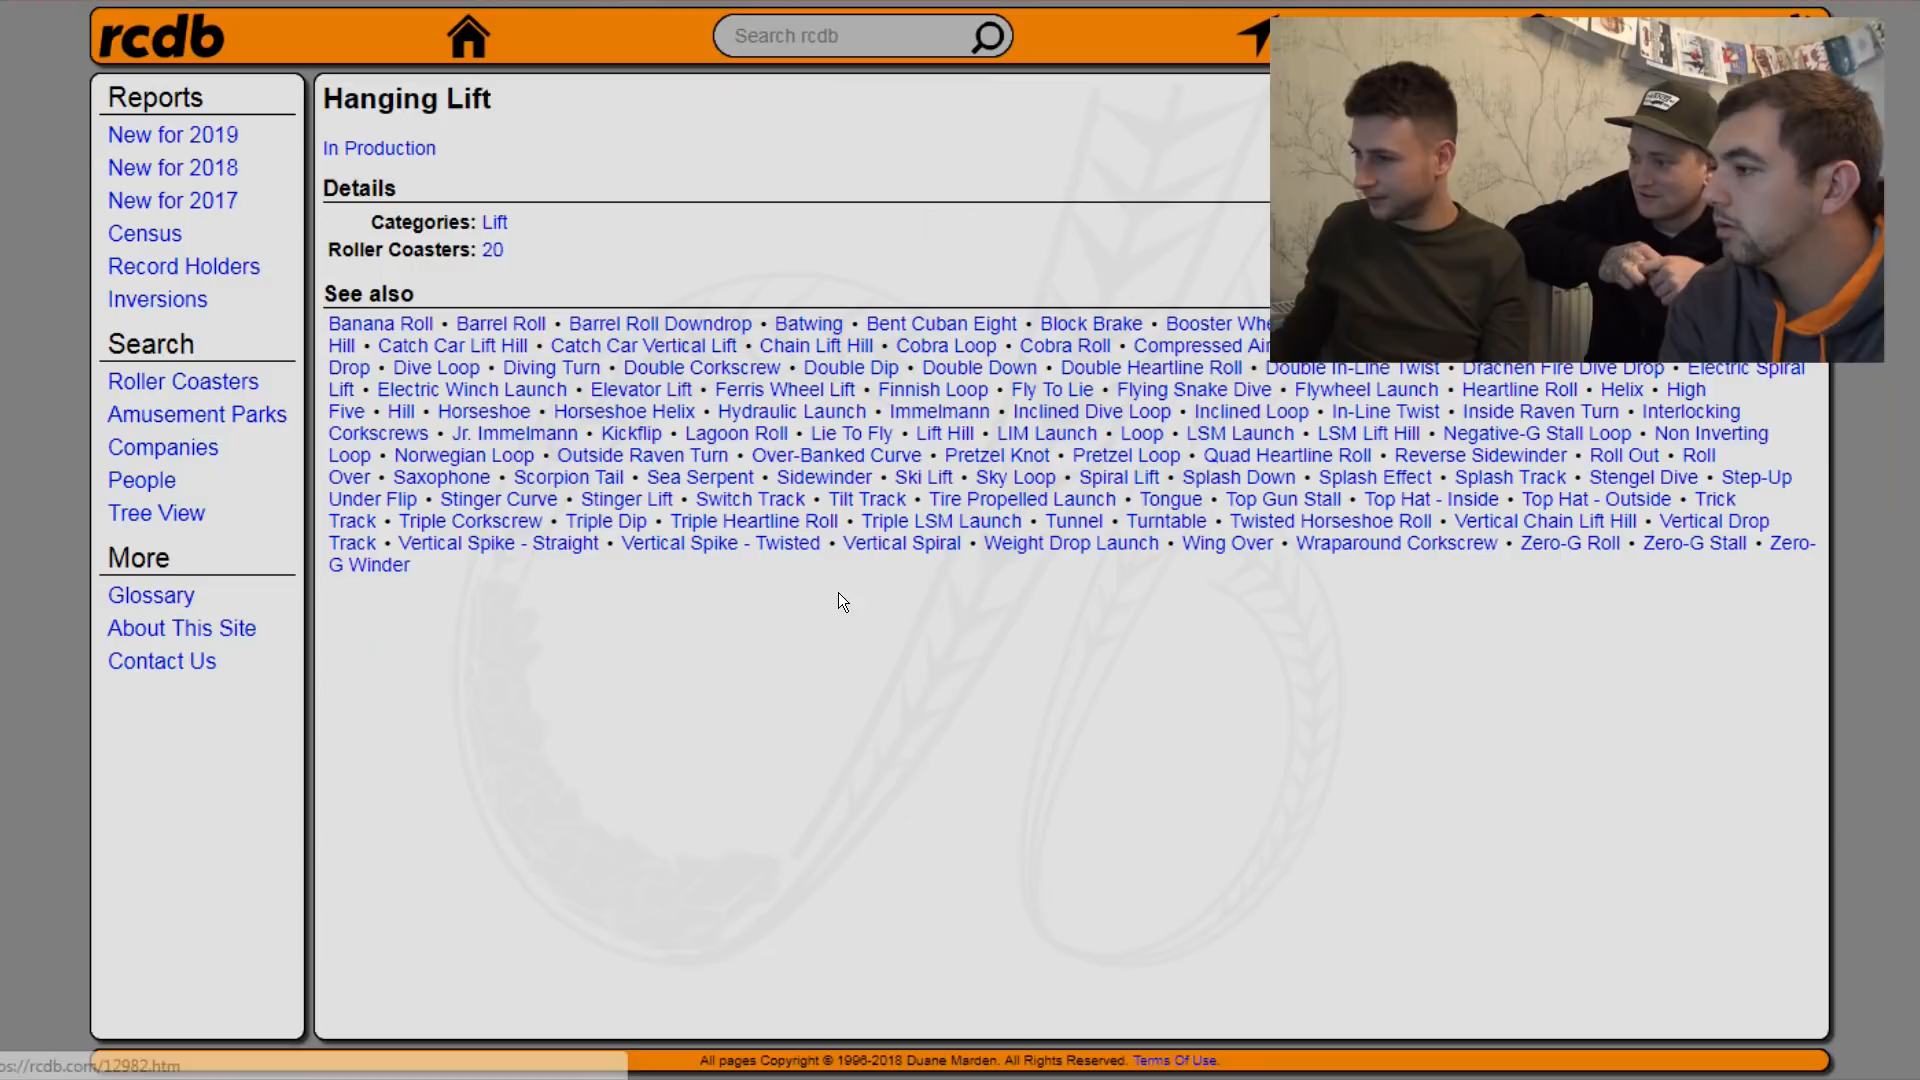 rcdb
Search rcdb
Reports
New for 2019
New for 2018
New for 2017
Census
Record Holders
Inversions
Search
Roller Coasters
Amusement Parks
Companies
People
Tree View
More
Glossary
About This Site
Contact Us
Hanging Lift
In Production
Details
Categories: Lift
Roller Coasters: 20
See also
Banana Roll • Barrel Roll • Barrel Roll Downdrop • Batwing • Bent Cuban Eight • Block Brake • Booster
Hill • Catch Car Lift Hill • Catch Car Vertical Lift • Chain Lift Hill • Cobra Loop • Cobra Roll • Compressed
Drop • Dive Loop • Diving Turn • Double Corkscrew • Double Dip • Double Down • Double Heartline Roll • Double In-Line Twist • Drachen Fire Dive Drop • Electric Spiral
Lift • Electric Winch Launch • Elevator Lift • Ferris Wheel Lift • Finnish Loop • Fly To Lie • Flying Snake Dive • Flywheel Launch • Heartline Roll • Helix • High
Five • Hill • Horseshoe • Horseshoe Helix • Hydraulic Launch • Immelmann • Inclined Dive Loop • Inclined Loop • In-Line Twist • Inside Raven Turn • Interlocking
Corkscrews • Jr. Immelmann • Kickflip • Lagoon Roll • Lie To Fly • Lift Hill • LIM Launch • Loop • LSM Launch • LSM Lift Hill • Negative-G Stall Loop • Non Inverting
Loop • Norwegian Loop • Outside Raven Turn • Over-Banked Curve • Pretzel Knot • Pretzel Loop • Quad Heartline Roll • Reverse Sidewinder • Roll Out • Roll
Over • Saxophone • Scorpion Tail • Sea Serpent • Sidewinder • Ski Lift • Sky Loop • Spiral Lift • Splash Down • Splash Effect • Splash Track • Stengel Dive • Step-Up
Under Flip • Stinger Curve • Stinger Lift • Switch Track • Tilt Track • Tire Propelled Launch • Tongue • Top Gun Stall • Top Hat - Inside • Top Hat - Outside • Trick
Track • Triple Corkscrew • Triple Dip • Triple Heartline Roll • Triple LSM Launch • Tunnel • Turntable • Twisted Horseshoe Roll • Vertical Chain Lift Hill • Vertical Drop
Track • Vertical Spike - Straight • Vertical Spike - Twisted • Vertical Spiral • Weight Drop Launch • Wing Over • Wraparound Corkscrew • Zero-G Roll • Zero-G Stall • Zero-
G Winder
All pages Copyright © 1996-2018 Duane Marden. All Rights Reserved. Terms Of Use.
ps://rcdb.com/12982.htm